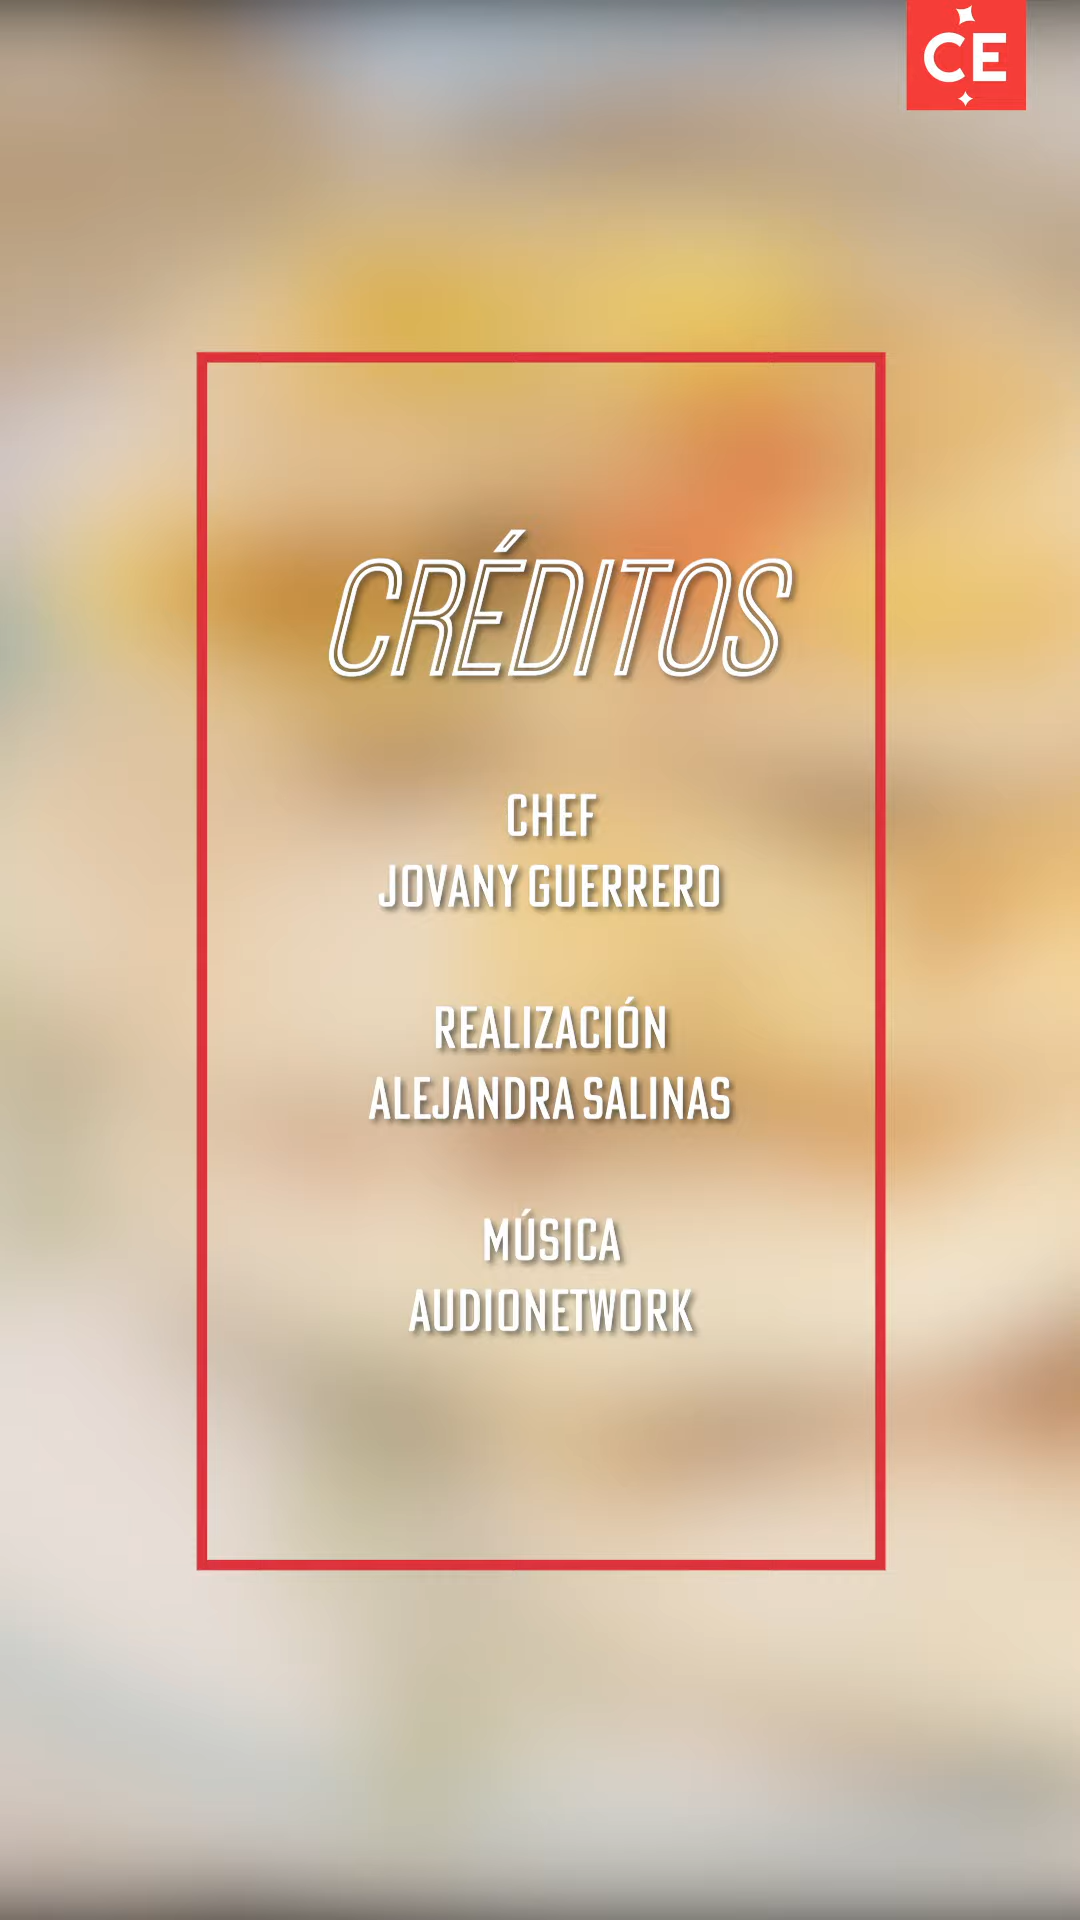 CE
CRÉDITOS
CHEF
JOVANY GUERRERO
REALIZACIÓN
ALEJANDRA SALINAS
MÚSICA
AUDIONETWORK